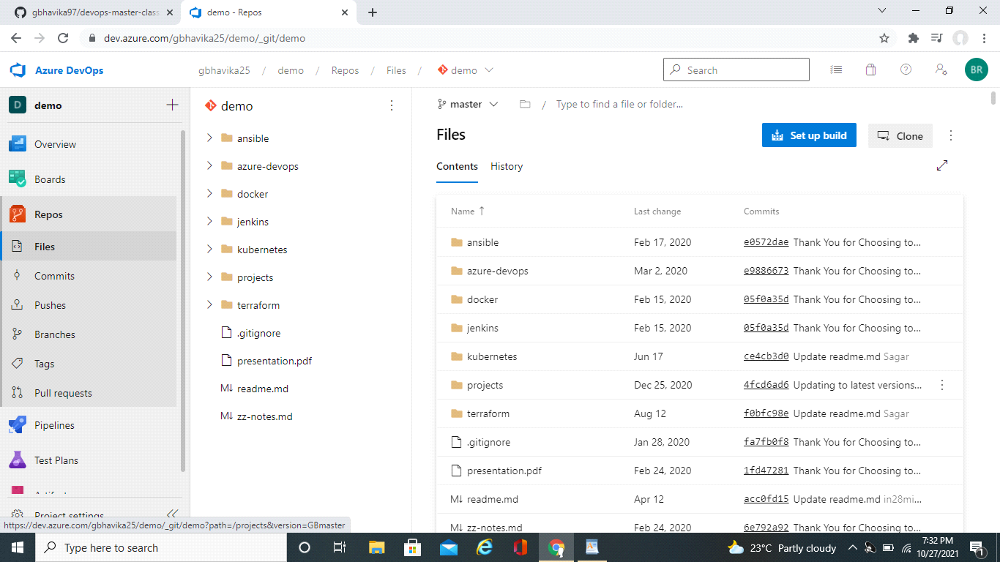 gbhavika97/devops-master-class
demo - Repos
dev.azure.com/gbhavika25/demo/_git/demo
Azure DevOps
gbhavika25 / demo / Repos / Files / demo
Search
BR
D demo
Overview
Boards
Repos
Files
Commits
Pushes
Branches
Tags
Pull requests
Pipelines
Test Plans
Project settings
demo
ansible
azure-devops
docker
jenkins
kubernetes
projects
terraform
.gitignore
presentation.pdf
M↓ readme.md
M↓ zz-notes.md
master / Type to find a file or folder...
Files
Set up build
Clone
Contents History
Name ↑ Last change Commits
ansible Feb 17, 2020 e0572dae Thank You for Choosing to...
azure-devops Mar 2, 2020 e9886673 Thank You for Choosing to...
docker Feb 15, 2020 05f0a35d Thank You for Choosing to...
jenkins Feb 15, 2020 05f0a35d Thank You for Choosing to...
kubernetes Jun 17 ce4cb3d0 Update readme.md Sagar
projects Dec 25, 2020 4fcd6ad6 Updating to latest versions...
terraform Aug 12 f0bfc98e Update readme.md Sagar
.gitignore Jan 28, 2020 fa7fb0f8 Thank You for Choosing to...
presentation.pdf Feb 24, 2020 1fd47281 Thank You for Choosing to...
M↓ readme.md Apr 12 acc0fd15 Update readme.md in28mi...
M↓ zz-notes.md Feb 24, 2020 6e792a92 Thank You for Choosing to...
https://dev.azure.com/gbhavika25/demo/_git/demo?path=/projects&version=GBmaster
Type here to search
23°C Partly cloudy
7:32 PM
10/27/2021
1